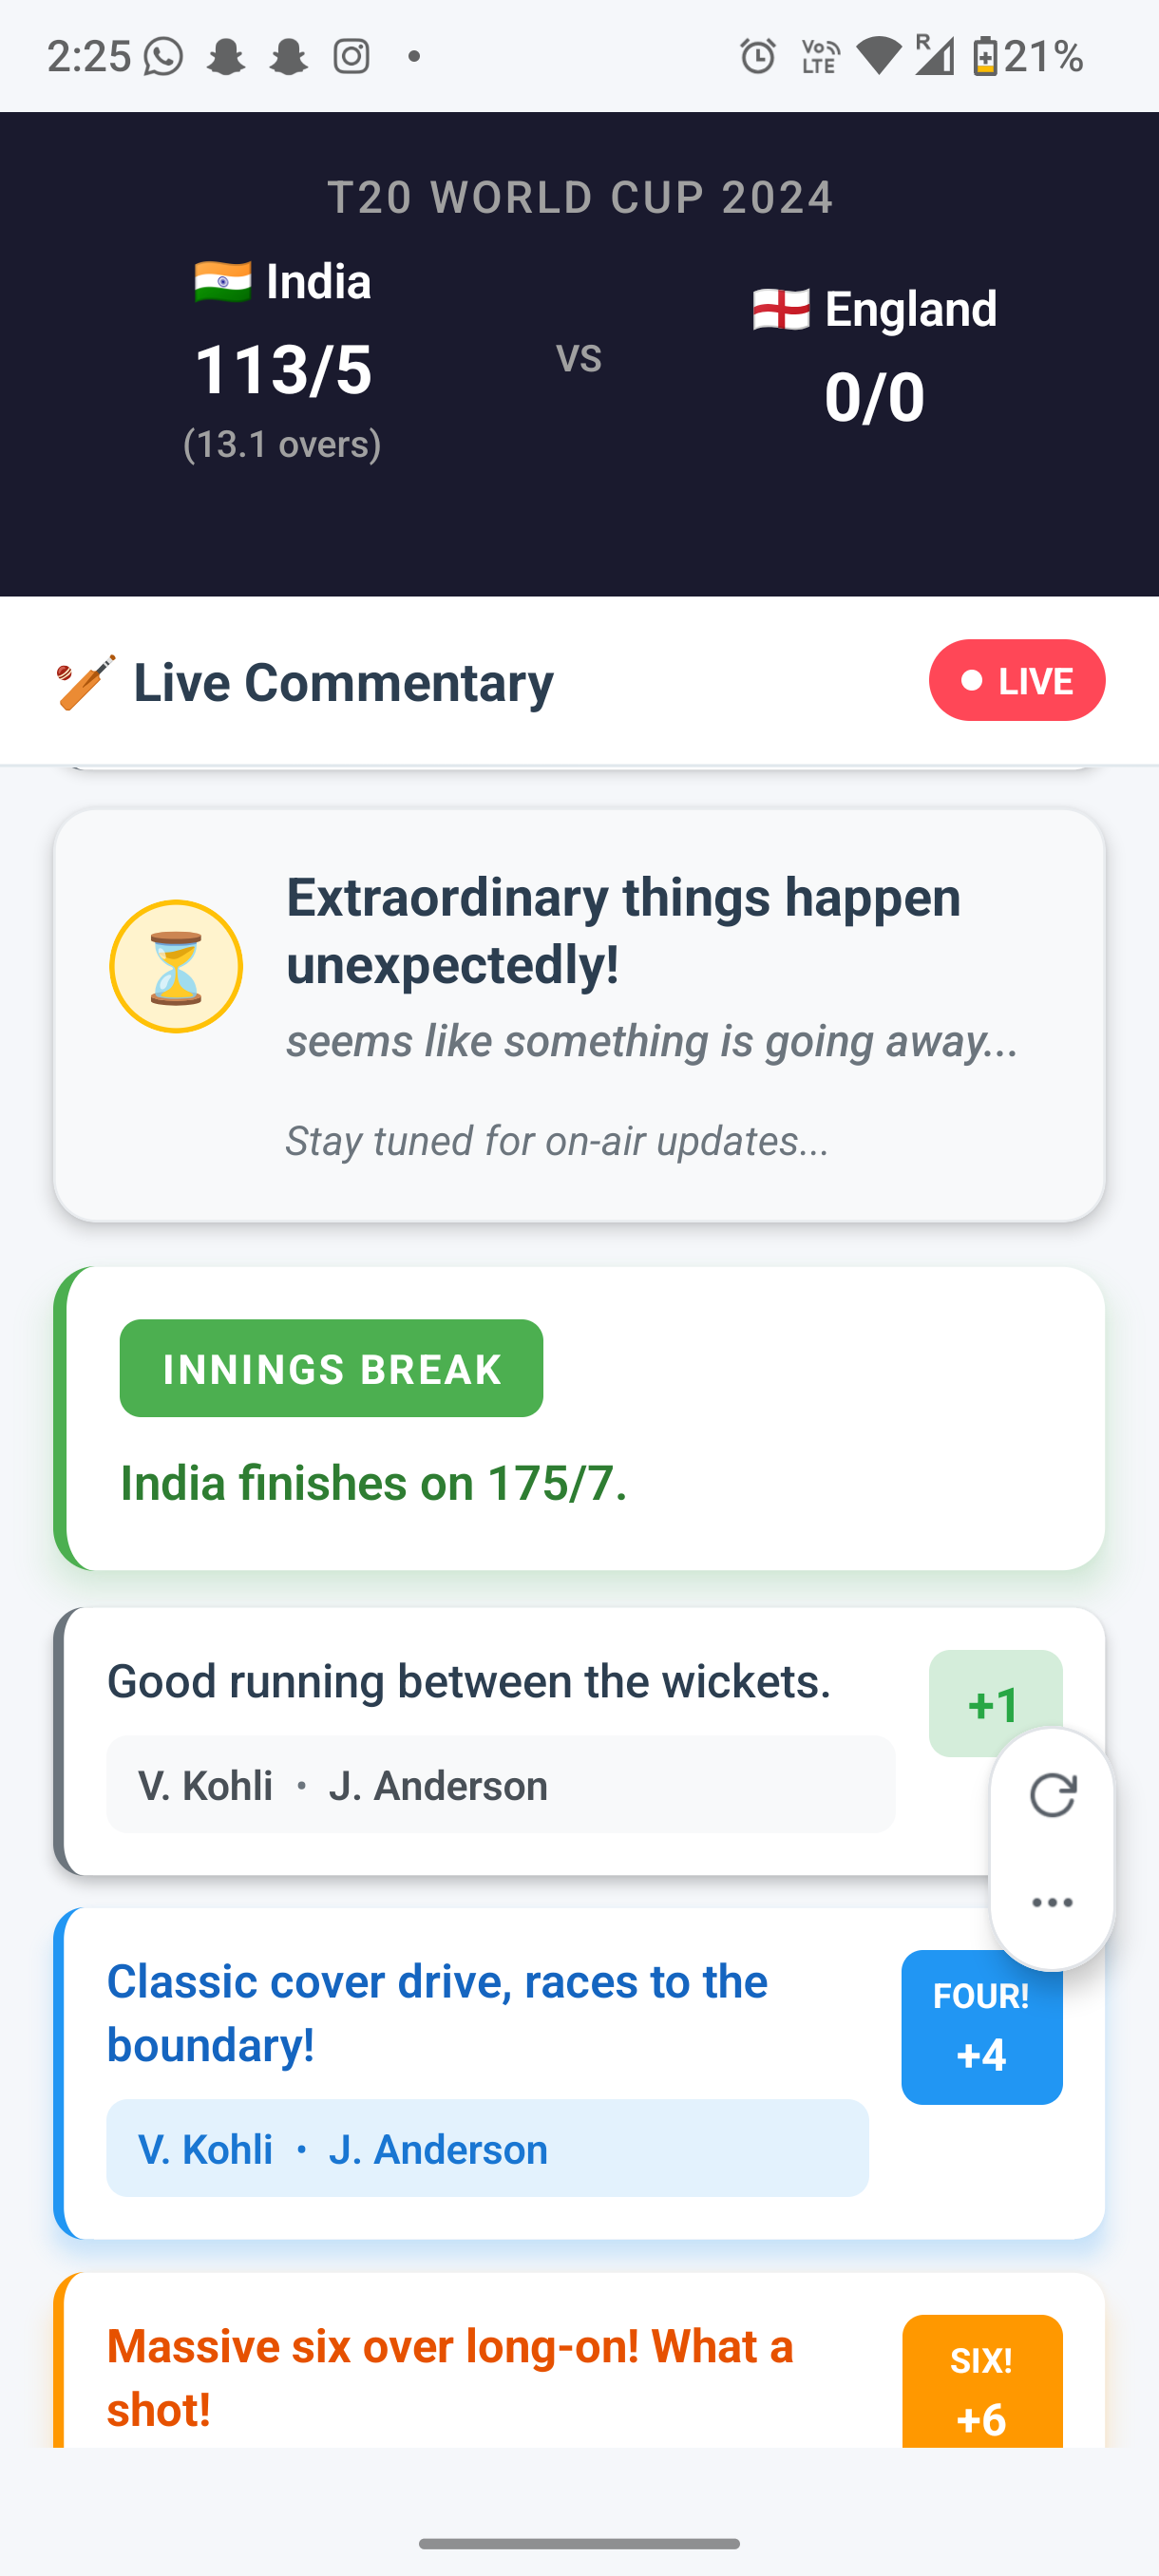 2:25
Vo LTE R 21%
T20 WORLD CUP 2024
India
113/5
(13.1 overs)
VS
England
0/0
Live Commentary
LIVE
Extraordinary things happen
unexpectedly!
seems like something is going away...
Stay tuned for on-air updates...
INNINGS BREAK
India finishes on 175/7.
Good running between the wickets.
+1
V. Kohli • J. Anderson
Classic cover drive, races to the
boundary!
FOUR!
+4
V. Kohli • J. Anderson
Massive six over long-on! What a
shot!
SIX!
+6